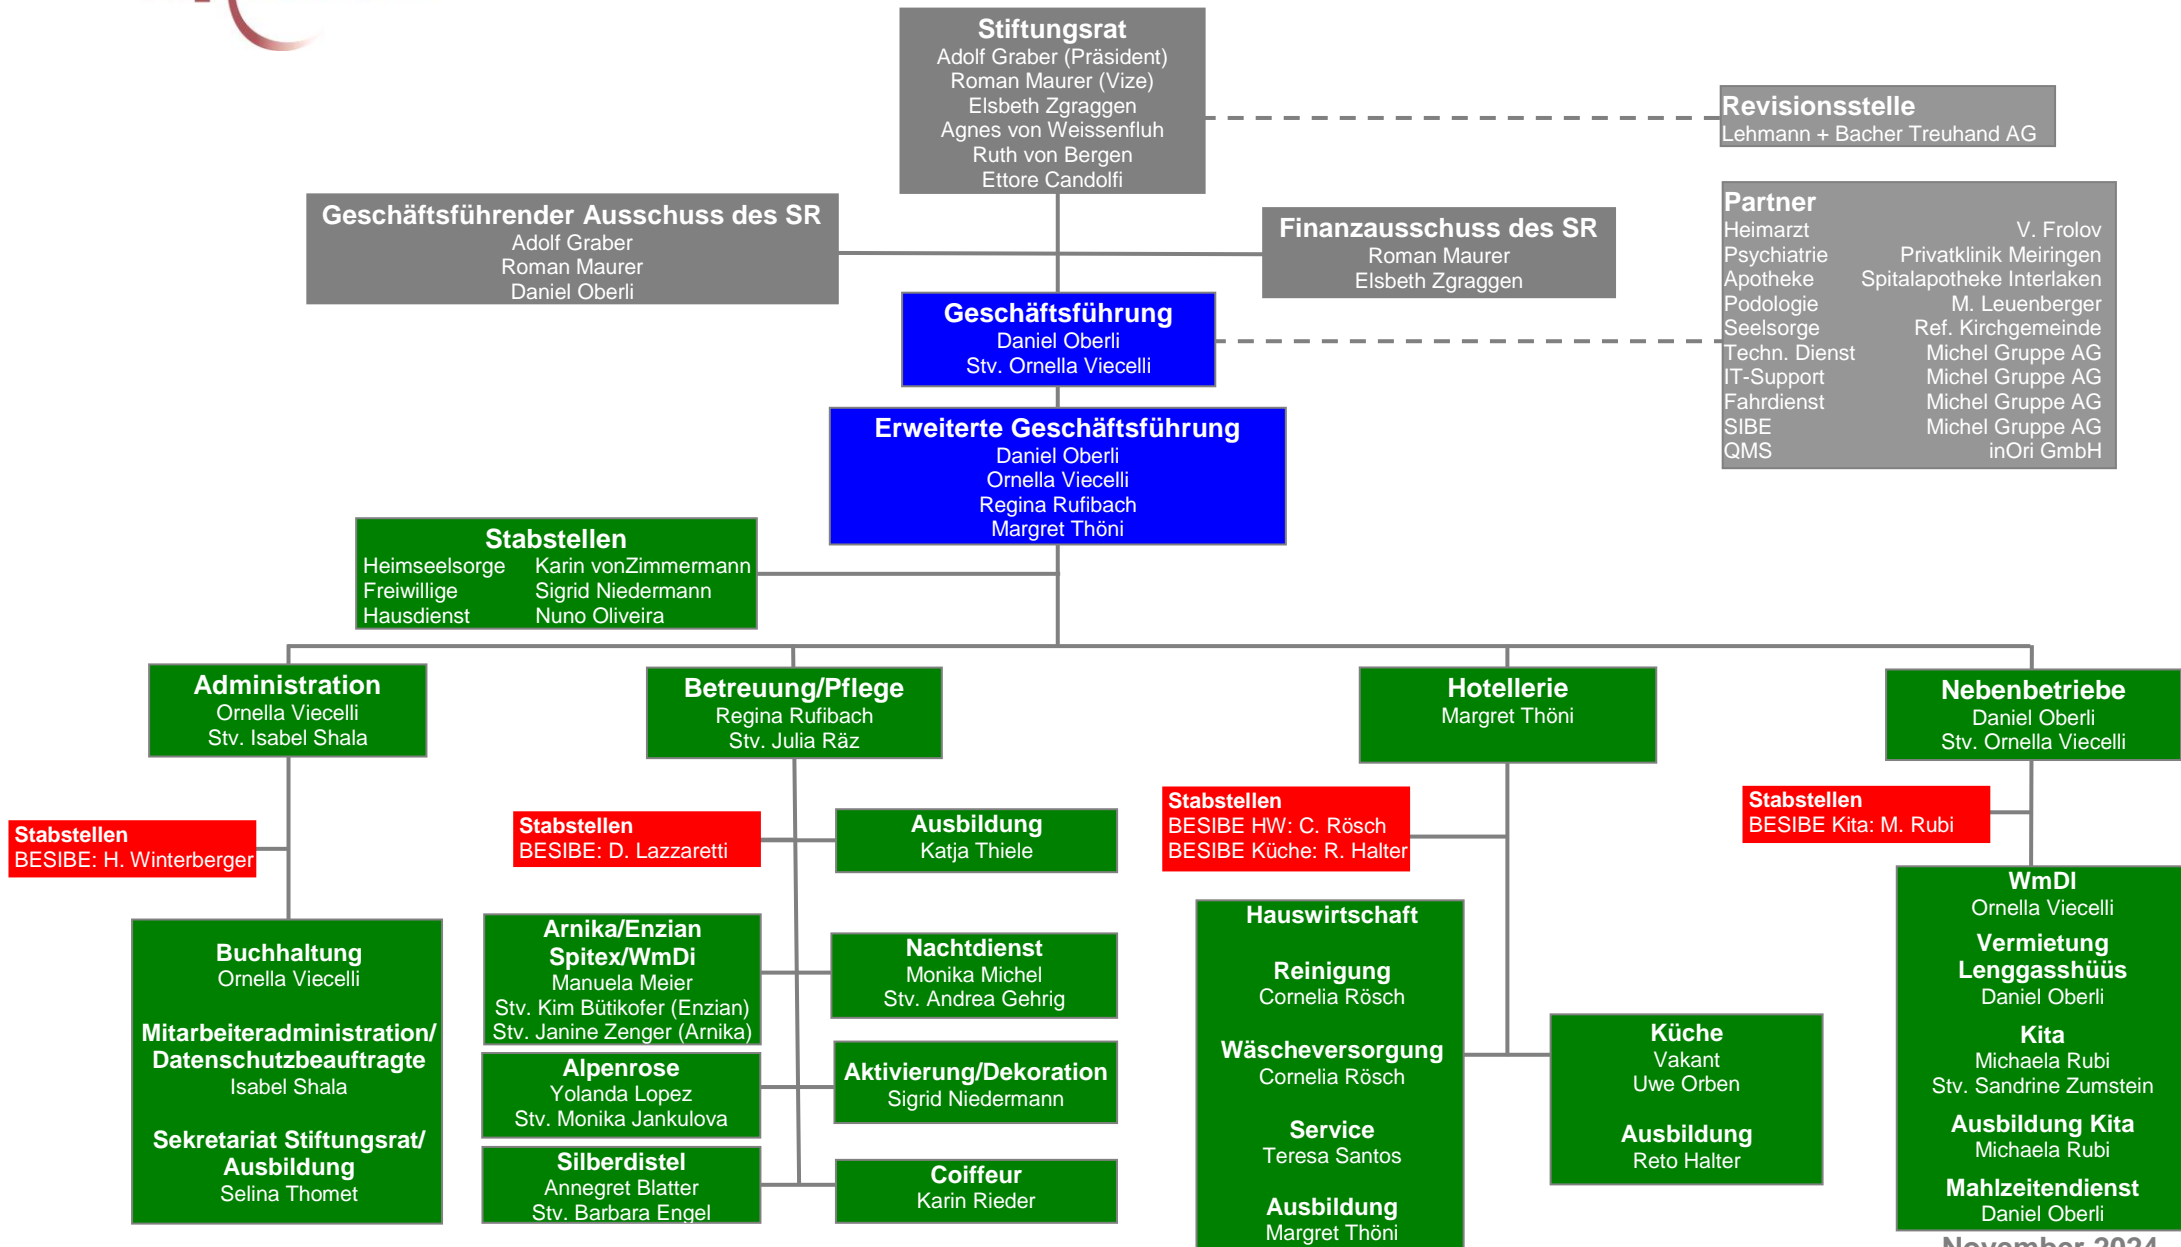 Stiftungsrat
Adolf Graber (Präsident)
Roman Maurer (Vize)
Elsbeth Zgraggen
Agnes von Weissenfluh
Ruth von Bergen
Ettore Candolfi
Revisionsstelle
Lehmann + Bacher Treuhand AG
Geschäftsführender Ausschuss des SR
Adolf Graber
Roman Maurer
Daniel Oberli
Finanzausschuss des SR
Roman Maurer
Elsbeth Zgraggen
Partner
Heimarzt V. Frolov
Psychiatrie Privatklinik Meiringen
Apotheke Spitalapotheke Interlaken
Podologie M. Leuenberger
Seelsorge Ref. Kirchgemeinde
Techn. Dienst Michel Gruppe AG
IT-Support Michel Gruppe AG
Fahrdienst Michel Gruppe AG
SIBE Michel Gruppe AG
QMS inOri GmbH
Geschäftsführung
Daniel Oberli
Stv. Ornella Viecelli
Erweiterte Geschäftsführung
Daniel Oberli
Ornella Viecelli
Regina Rufibach
Margret Thöni
Stabstellen
Heimseelsorge Karin vonZimmermann
Freiwillige Sigrid Niedermann
Hausdienst Nuno Oliveira
Administration
Ornella Viecelli
Stv. Isabel Shala
Betreuung/Pflege
Regina Rufibach
Stv. Julia Räz
Hotellerie
Margret Thöni
Nebenbetriebe
Daniel Oberli
Stv. Ornella Viecelli
Stabstellen
BESIBE: H. Winterberger
Stabstellen
BESIBE: D. Lazzaretti
Ausbildung
Katja Thiele
Stabstellen
BESIBE HW: C. Rösch
BESIBE Küche: R. Halter
Stabstellen
BESIBE Kita: M. Rubi
Buchhaltung
Ornella Viecelli
Mitarbeiteradministration/
Datenschutzbeauftragte
Isabel Shala
Sekretariat Stiftungsrat/
Ausbildung
Selina Thomet
Arnika/Enzian
Spitex/WmDi
Manuela Meier
Stv. Kim Bütikofer (Enzian)
Stv. Janine Zenger (Arnika)
Alpenrose
Yolanda Lopez
Stv. Monika Jankulova
Silberdistel
Annegret Blatter
Stv. Barbara Engel
Nachtdienst
Monika Michel
Stv. Andrea Gehrig
Aktivierung/Dekoration
Sigrid Niedermann
Coiffeur
Karin Rieder
Hauswirtschaft
Reinigung
Cornelia Rösch
Wäscheversorgung
Cornelia Rösch
Service
Teresa Santos
Ausbildung
Margret Thöni
Küche
Vakant
Uwe Orben
Ausbildung
Reto Halter
WmDI
Ornella Viecelli
Vermietung
Lenggasshüüs
Daniel Oberli
Kita
Michaela Rubi
Stv. Sandrine Zumstein
Ausbildung Kita
Michaela Rubi
Mahlzeitendienst
Daniel Oberli
November 2024